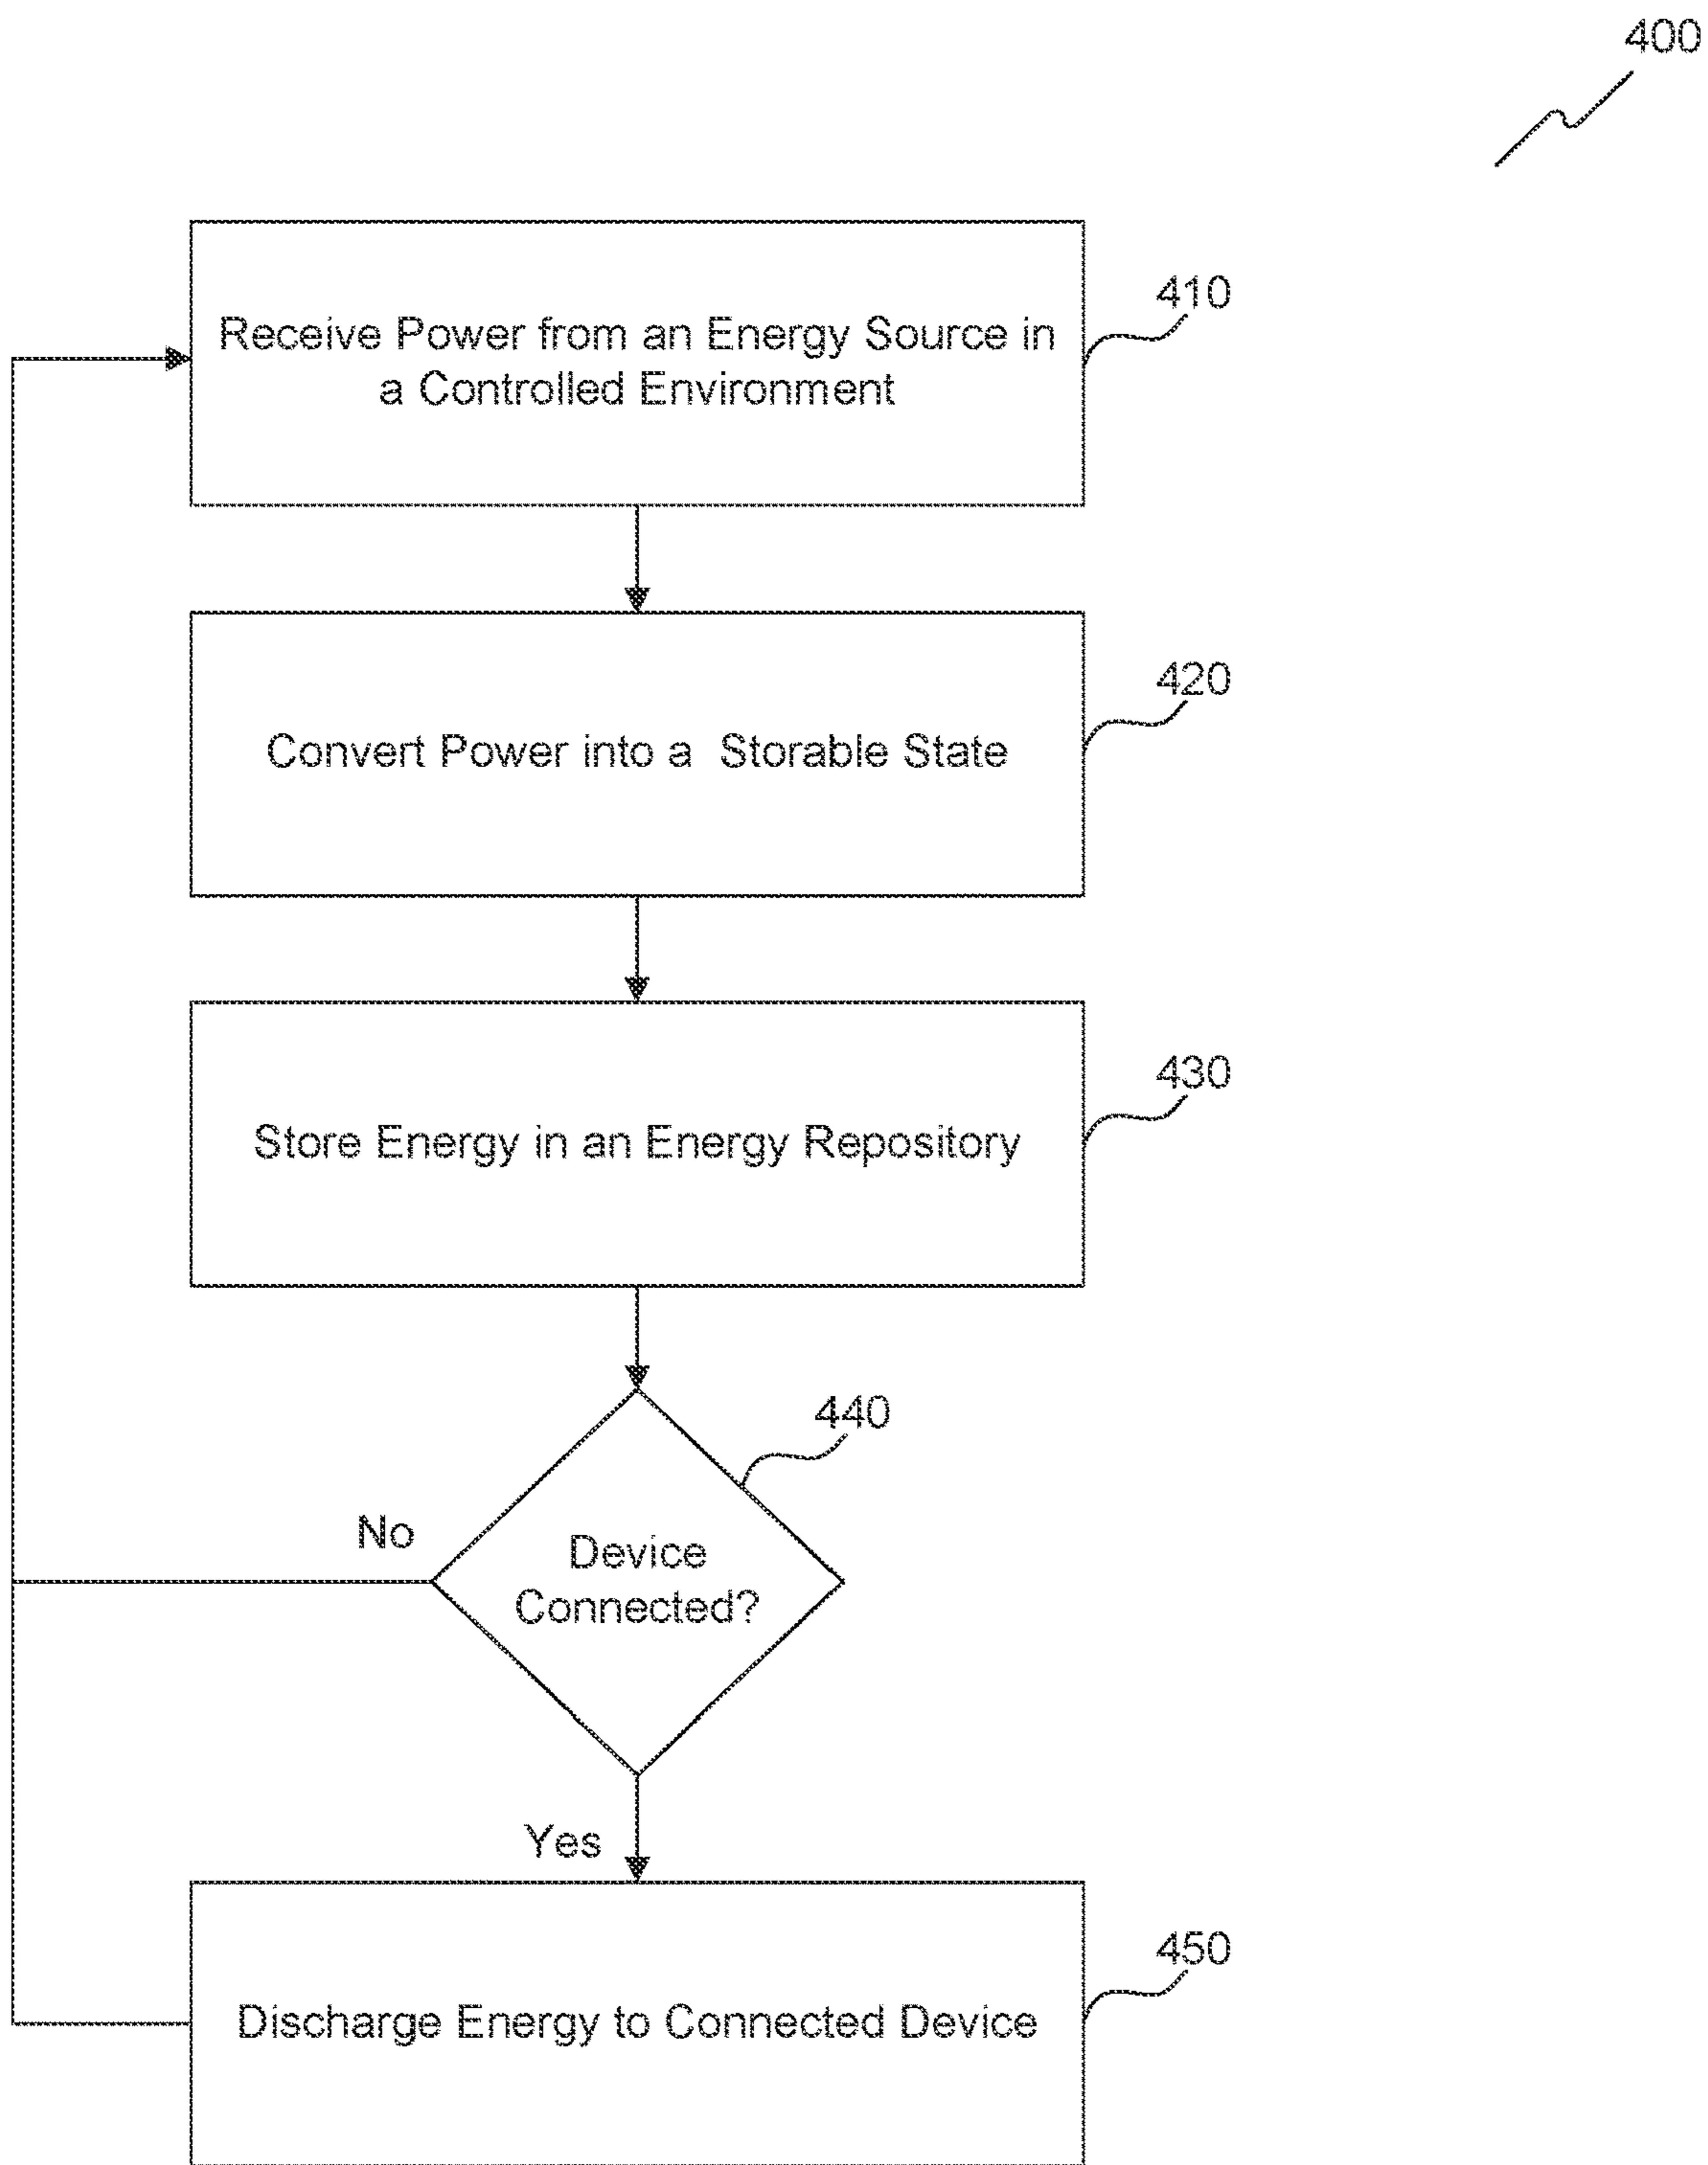 400
Receive Power from an Energy Source in
a Controlled Environment
410
Convert Power into a Storable State
420
Store Energy in an Energy Repository
430
440
Device
Connected?
No
Yes
Discharge Energy to Connected Device
450